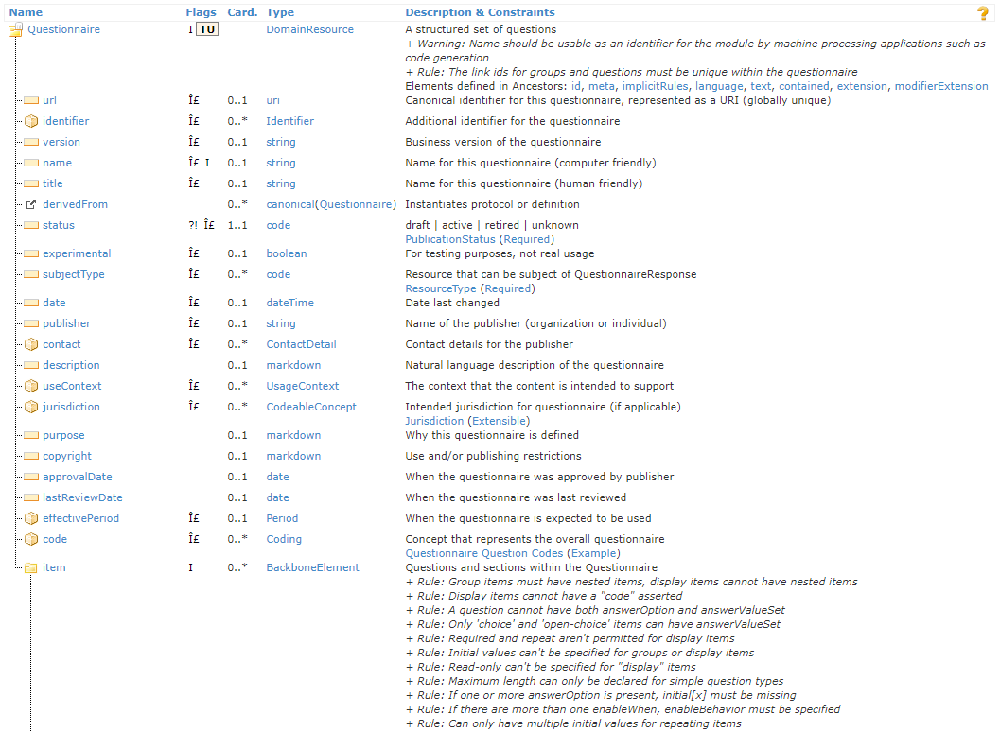 Name Flags Card. Type Description & Constraints
Questionnaire I TU DomainResource A structured set of questions
+ Warning: Name should be usable as an identifier for the module by machine processing applications such as
code generation
+ Rule: The link ids for groups and questions must be unique within the questionnaire
Elements defined in Ancestors: id, meta, implicitRules, language, text, contained, extension, modifierExtension
url Î£ 0..1 uri Canonical identifier for this questionnaire, represented as a URI (globally unique)
identifier Î£ 0..* Identifier Additional identifier for the questionnaire
version Î£ 0..1 string Business version of the questionnaire
name Î£ I 0..1 string Name for this questionnaire (computer friendly)
title Î£ 0..1 string Name for this questionnaire (human friendly)
derivedFrom 0..* canonical(Questionnaire) Instantiates protocol or definition
status ?! Î£ 1..1 code draft | active | retired | unknown
PublicationStatus (Required)
experimental Î£ 0..1 boolean For testing purposes, not real usage
subjectType Î£ 0..* code Resource that can be subject of QuestionnaireResponse
ResourceType (Required)
date Î£ 0..1 dateTime Date last changed
publisher Î£ 0..1 string Name of the publisher (organization or individual)
contact Î£ 0..* ContactDetail Contact details for the publisher
description 0..1 markdown Natural language description of the questionnaire
useContext Î£ 0..* UsageContext The context that the content is intended to support
jurisdiction Î£ 0..* CodeableConcept Intended jurisdiction for questionnaire (if applicable)
Jurisdiction (Extensible)
purpose 0..1 markdown Why this questionnaire is defined
copyright 0..1 markdown Use and/or publishing restrictions
approvalDate 0..1 date When the questionnaire was approved by publisher
lastReviewDate 0..1 date When the questionnaire was last reviewed
effectivePeriod Î£ 0..1 Period When the questionnaire is expected to be used
code Î£ 0..* Coding Concept that represents the overall questionnaire
Questionnaire Question Codes (Example)
item I 0..* BackboneElement Questions and sections within the Questionnaire
+ Rule: Group items must have nested items, display items cannot have nested items
+ Rule: Display items cannot have a "code" asserted
+ Rule: A question cannot have both answerOption and answerValueSet
+ Rule: Only 'choice' and 'open-choice' items can have answerValueSet
+ Rule: Required and repeat aren't permitted for display items
+ Rule: Initial values can't be specified for groups or display items
+ Rule: Read-only can't be specified for "display" items
+ Rule: Maximum length can only be declared for simple question types
+ Rule: If one or more answerOption is present, initial[x] must be missing
+ Rule: If there are more than one enableWhen, enableBehavior must be specified
+ Rule: Can only have multiple initial values for repeating items